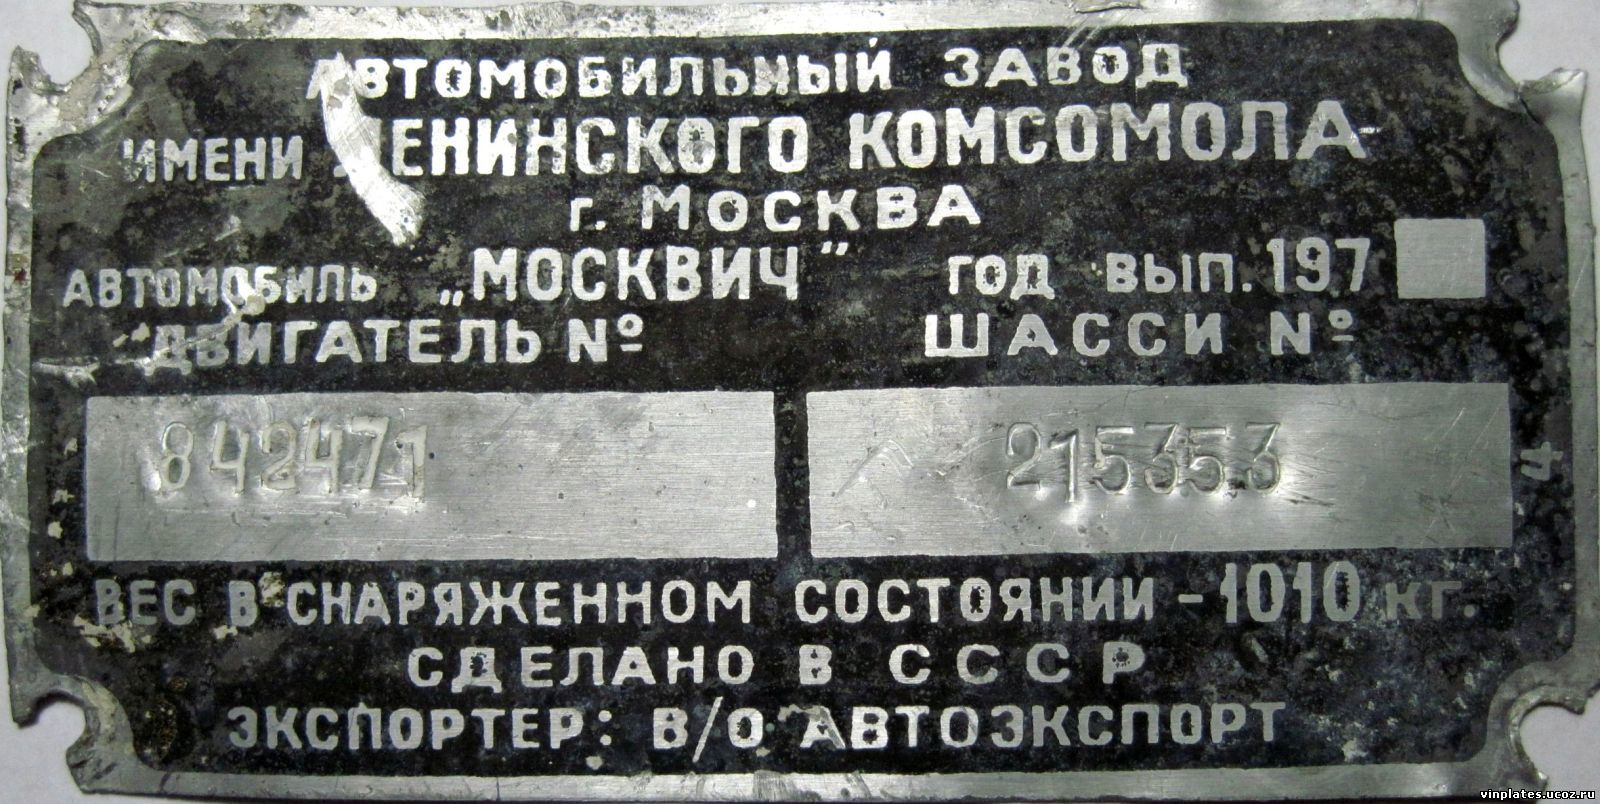 АВТОМОБИЛЬНЫЙ ЗАВОД
ИМЕНИ ЛЕНИНСКОГО КОМСОМОЛА
г. МОСКВА
АВТОМОБИЛЬ „МОСКВИЧ” ГОД ВЫП. 197
ДВИГАТЕЛЬ № ШАССИ №
842471 215353
4
ВЕС В СНАРЯЖЕННОМ СОСТОЯНИИ - 1010 КГ.
СДЕЛАНО В СССР
ЭКСПОРТЕР: В/О АВТОЭКСПОРТ
vinplates.ucoz.ru